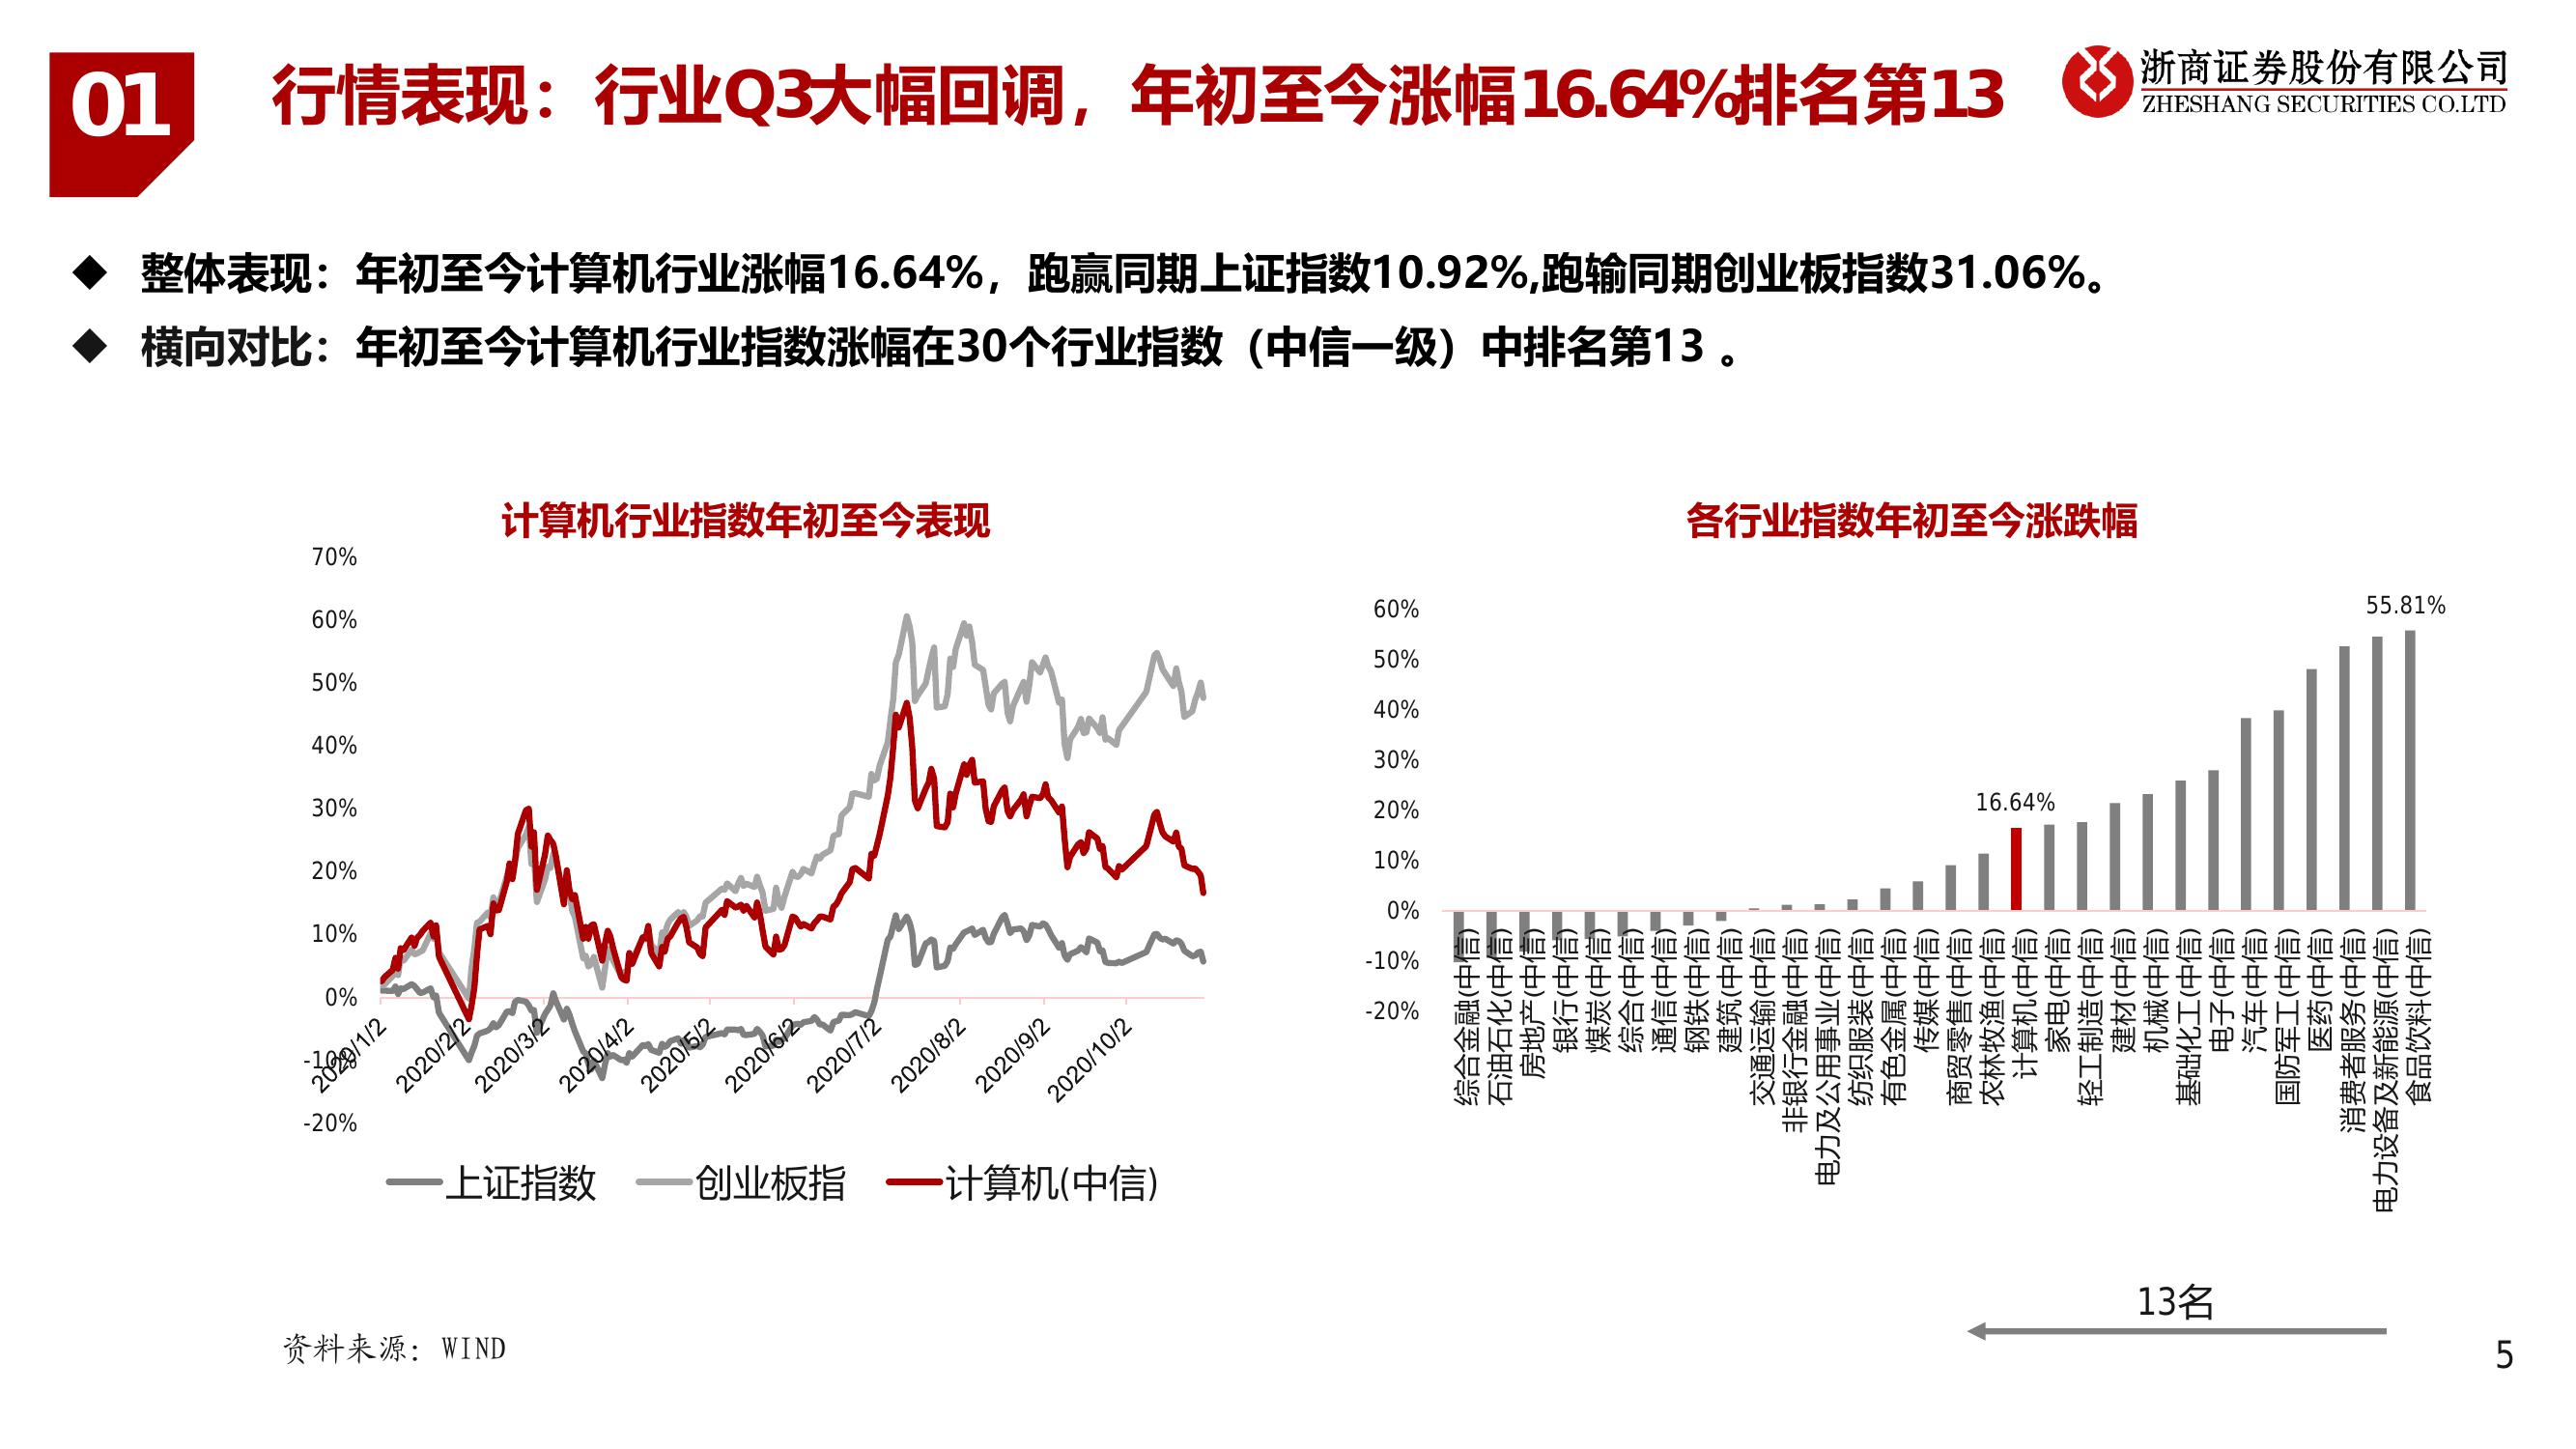 01
行情表现：行业Q3大幅回调，年初至今涨幅16.64%排名第13
浙商证券股份有限公司
ZHESHANG SECURITIES CO.LTD
◆ 整体表现：年初至今计算机行业涨幅16.64%，跑赢同期上证指数10.92%,跑输同期创业板指数31.06%。
◆ 横向对比：年初至今计算机行业指数涨幅在30个行业指数（中信一级）中排名第13 。
计算机行业指数年初至今表现
70%
60%
50%
40%
30%
20%
10%
0%
-10%
-20%
2020/1/2
2020/2/2
2020/3/2
2020/4/2
2020/5/2
2020/6/2
2020/7/2
2020/8/2
2020/9/2
2020/10/2
上证指数
创业板指
计算机(中信)
各行业指数年初至今涨跌幅
60%
50%
40%
30%
20%
10%
0%
-10%
-20%
16.64%
55.81%
综合金融(中信)
石油石化(中信)
房地产(中信)
银行(中信)
煤炭(中信)
综合(中信)
通信(中信)
钢铁(中信)
建筑(中信)
交通运输(中信)
非银行金融(中信)
电力及公用事业(中信)
纺织服装(中信)
有色金属(中信)
传媒(中信)
商贸零售(中信)
农林牧渔(中信)
计算机(中信)
家电(中信)
轻工制造(中信)
建材(中信)
机械(中信)
基础化工(中信)
电子(中信)
汽车(中信)
国防军工(中信)
医药(中信)
消费者服务(中信)
电力设备及新能源(中信)
食品饮料(中信)
13名
资料来源：WIND
5